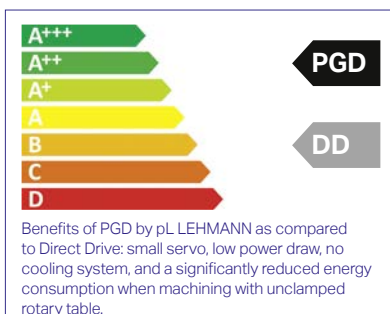 A+++
A++ PGD
A+
A
B DD
C
D
Benefits of PGD by pL LEHMANN as compared
to Direct Drive: small servo, low power draw, no
cooling system, and a significantly reduced energy
consumption when machining with unclamped
rotary table.